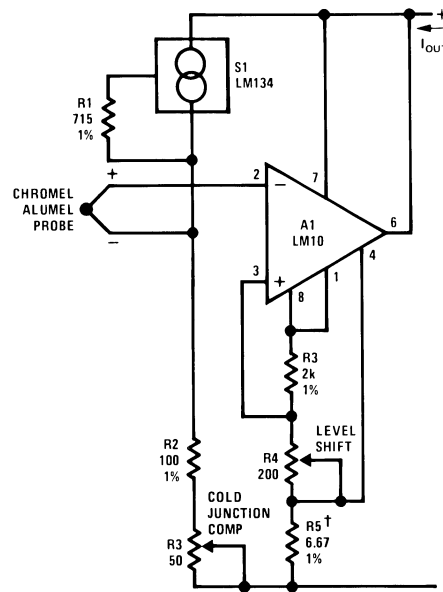 +
I_OUT
S1
LM134
R1
715
1%
+
CHROMEL
ALUMEL
PROBE
−
2
−
7
A1
LM10
6
4
3
+
8
1
R3
2k
1%
R2
100
1%
R4
200
LEVEL
SHIFT
COLD
JUNCTION
COMP
R3
50
R5†
6.67
1%